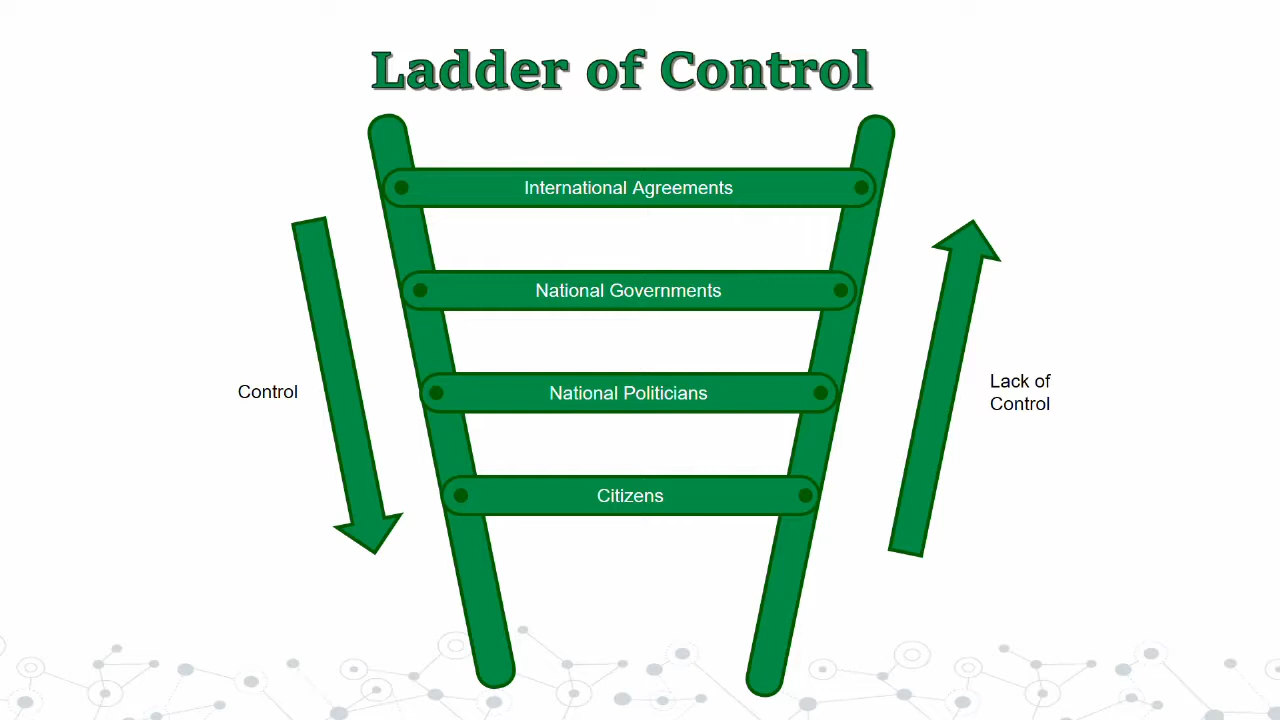 Ladder of Control
International Agreements
National Governments
National Politicians
Citizens
Control
Lack of
Control